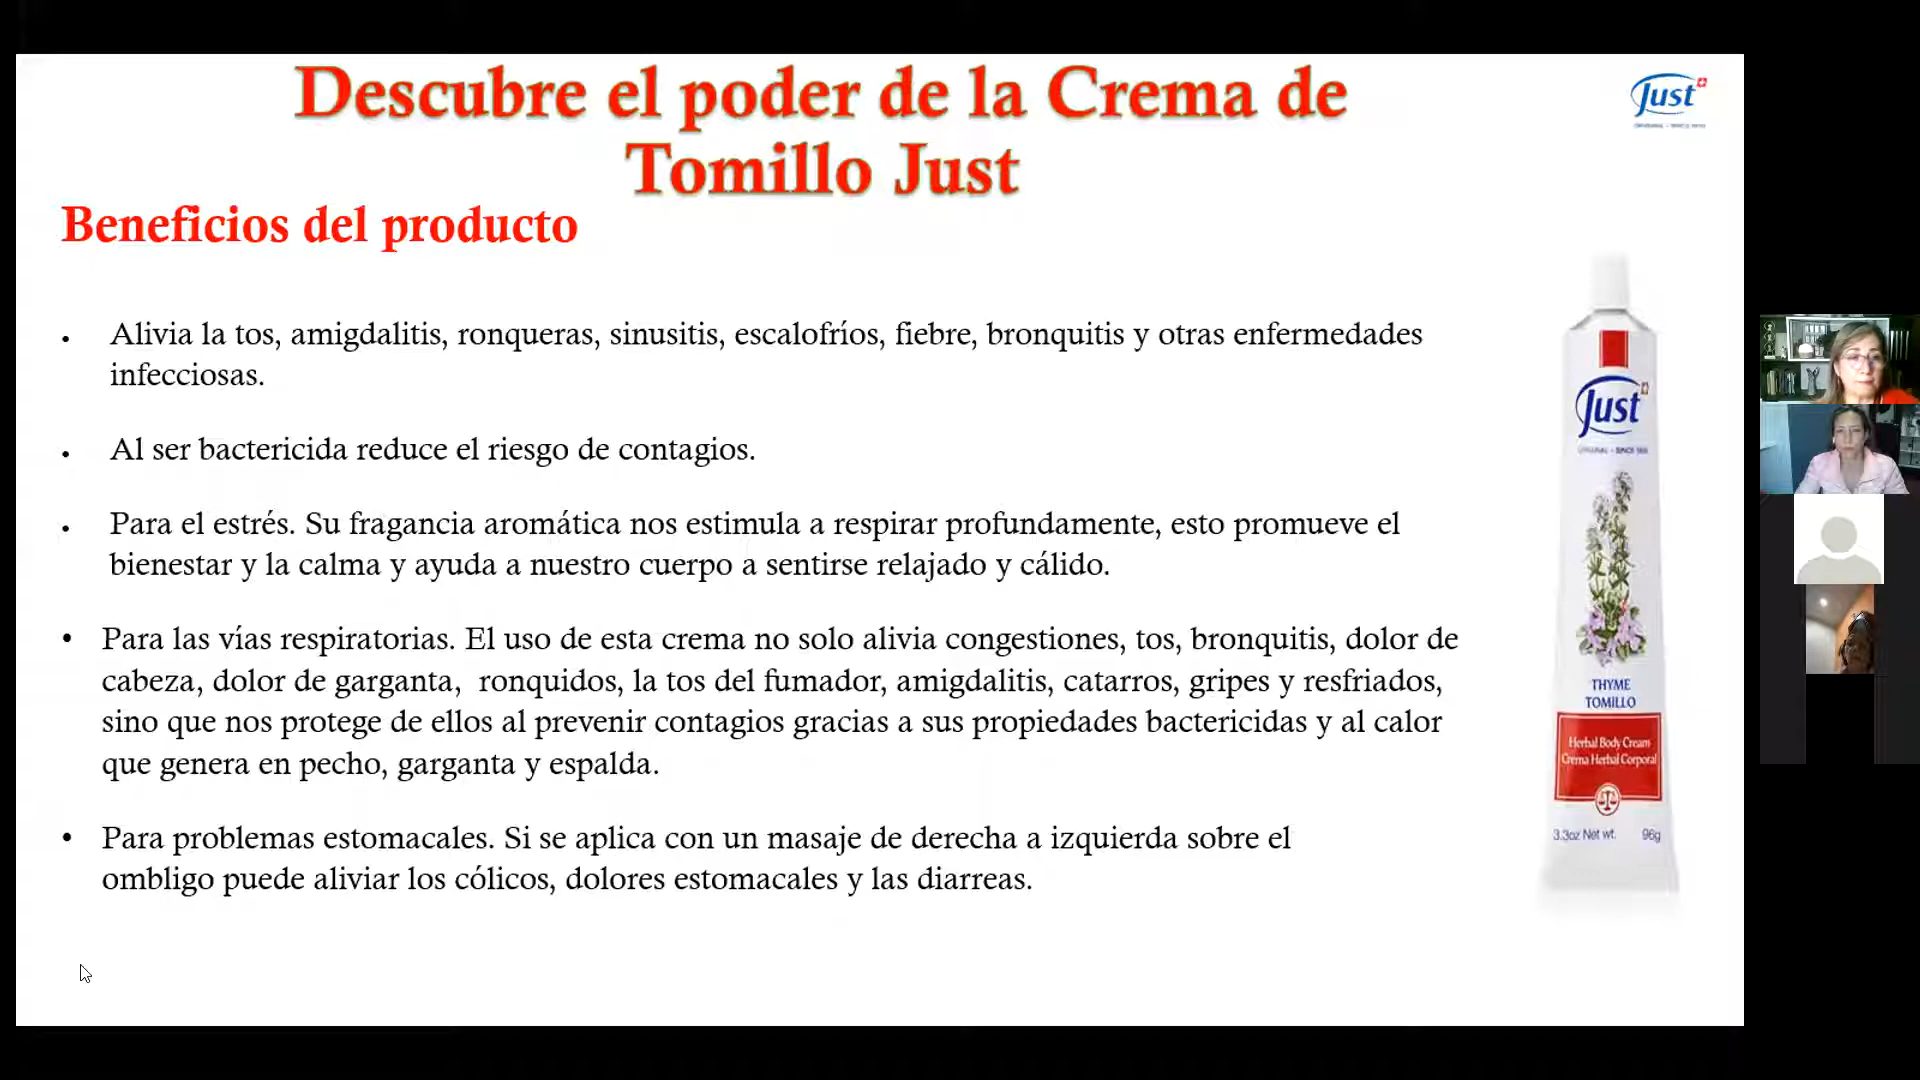 Descubre el poder de la Crema de
Tomillo Just
Just
Beneficios del producto
Alivia la tos, amigdalitis, ronqueras, sinusitis, escalofríos, fiebre, bronquitis y otras enfermedades
infecciosas.
Al ser bactericida reduce el riesgo de contagios.
Para el estrés. Su fragancia aromática nos estimula a respirar profundamente, esto promueve el
bienestar y la calma y ayuda a nuestro cuerpo a sentirse relajado y cálido.
• Para las vías respiratorias. El uso de esta crema no solo alivia congestiones, tos, bronquitis, dolor de
cabeza, dolor de garganta, ronquidos, la tos del fumador, amigdalitis, catarros, gripes y resfriados,
sino que nos protege de ellos al prevenir contagios gracias a sus propiedades bactericidas y al calor
que genera en pecho, garganta y espalda.
• Para problemas estomacales. Si se aplica con un masaje de derecha a izquierda sobre el
ombligo puede aliviar los cólicos, dolores estomacales y las diarreas.
Just
THYME
TOMILLO
Herbal Body Cream
Crema Herbal Corporal
3.3oz Net wt. 96g